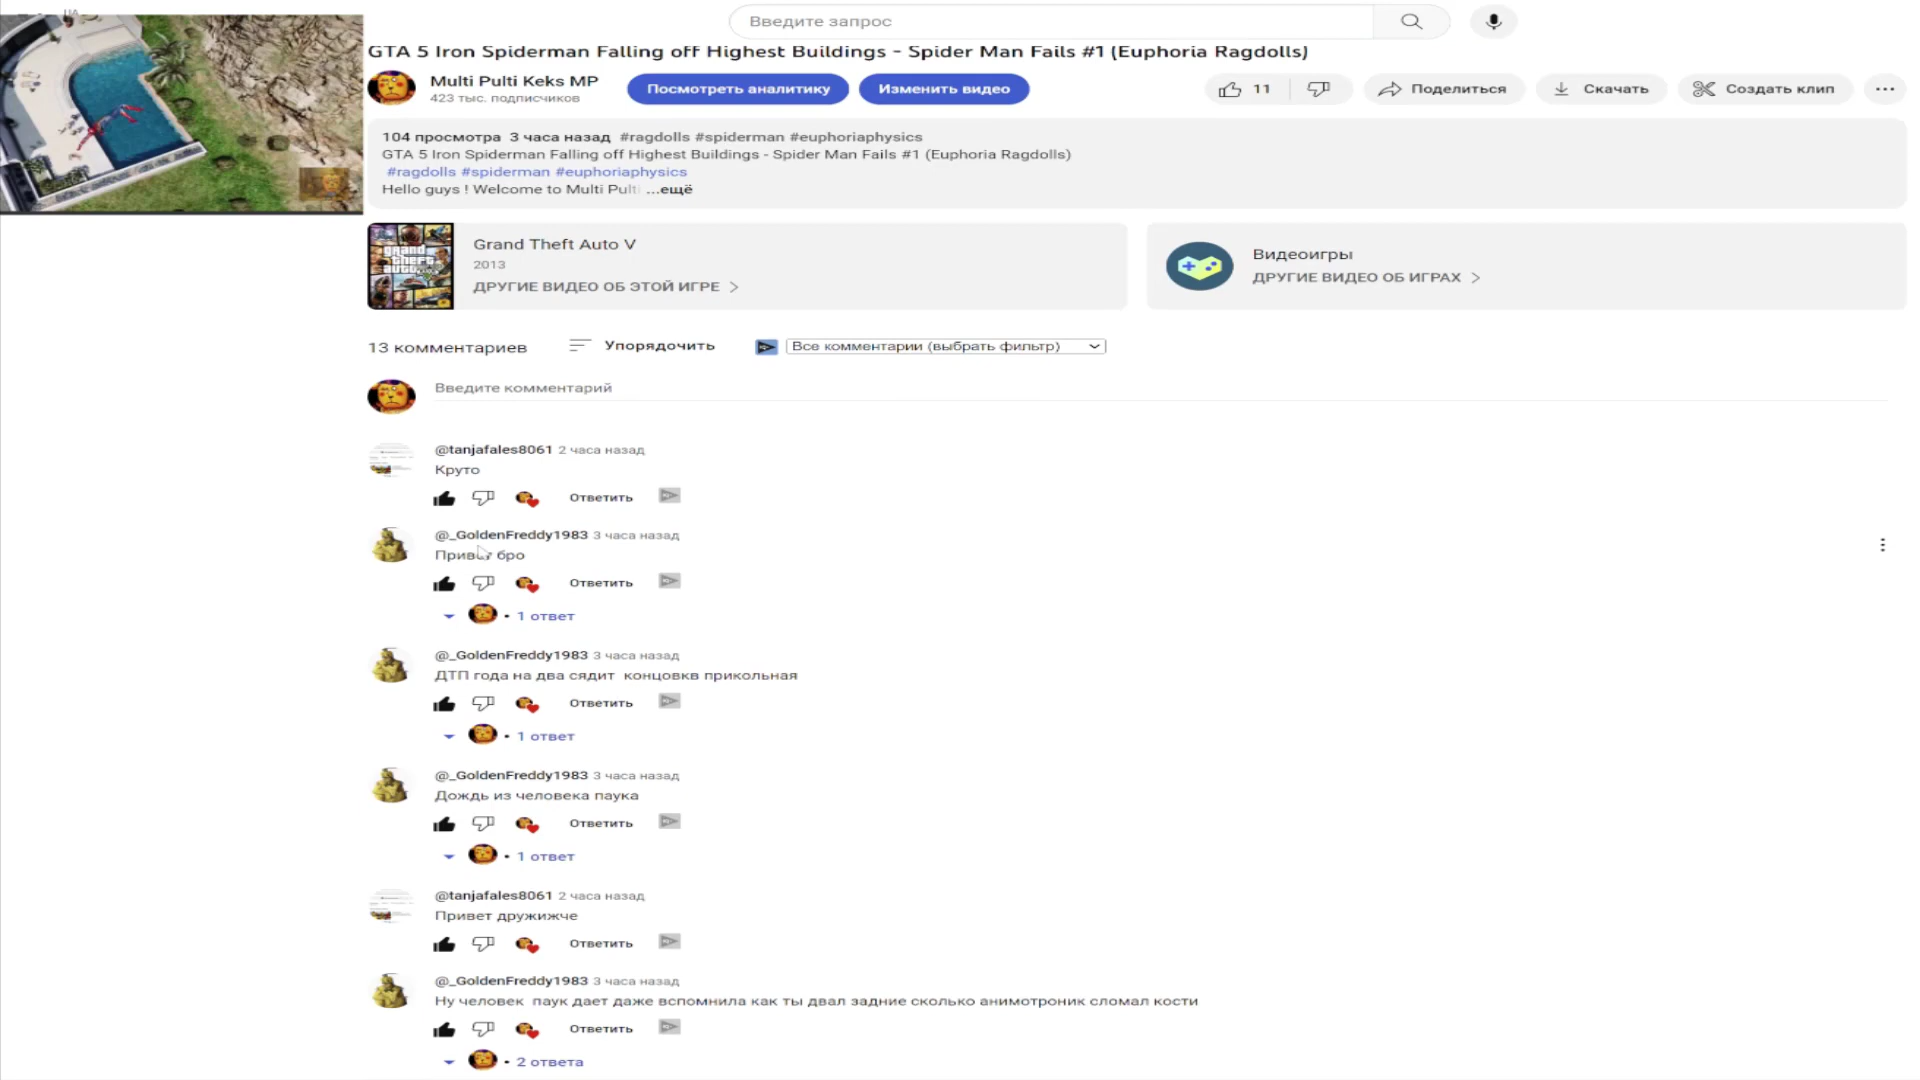 UA
Введите запрос
GTA 5 Iron Spiderman Falling off Highest Buildings - Spider Man Fails #1 (Euphoria Ragdolls)
Multi Pulti Keks MP
423 тыс. подписчиков
Посмотреть аналитику
Изменить видео
11
Поделиться
Скачать
Создать клип
104 просмотра 3 часа назад #ragdolls #spiderman #euphoriaphysics
GTA 5 Iron Spiderman Falling off Highest Buildings - Spider Man Fails #1 (Euphoria Ragdolls)
#ragdolls #spiderman #euphoriaphysics
Hello guys ! Welcome to Multi Pulti ...ещё
grand theft auto V
Grand Theft Auto V
2013
ДРУГИЕ ВИДЕО ОБ ЭТОЙ ИГРЕ
Видеоигры
ДРУГИЕ ВИДЕО ОБ ИГРАХ
13 комментариев
Упорядочить
Все комментарии (выбрать фильтр)
Введите комментарий
@tanjafales8061 2 часа назад
Круто
Ответить
@_GoldenFreddy1983 3 часа назад
Привет бро
Ответить
1 ответ
@_GoldenFreddy1983 3 часа назад
ДТП года на два сядит концовкв прикольная
Ответить
1 ответ
@_GoldenFreddy1983 3 часа назад
Дождь из человека паука
Ответить
1 ответ
@tanjafales8061 2 часа назад
Привет дружижче
Ответить
@_GoldenFreddy1983 3 часа назад
Ну человек паук дает даже вспомнила как ты двал задние сколько анимотроник сломал кости
Ответить
2 ответа